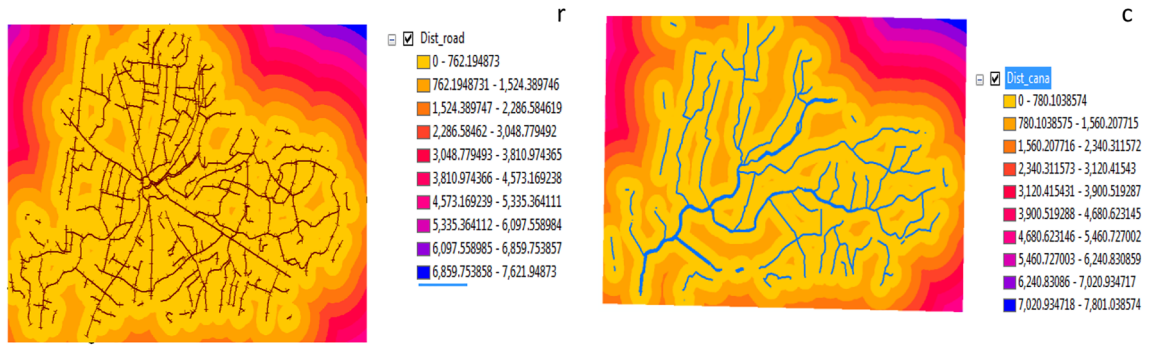 r
Dist_road
0 - 762.194873
762.1948731 - 1,524.389746
1,524.389747 - 2,286.584619
2,286.58462 - 3,048.779492
3,048.779493 - 3,810.974365
3,810.974366 - 4,573.169238
4,573.169239 - 5,335.364111
5,335.364112 - 6,097.558984
6,097.558985 - 6,859.753857
6,859.753858 - 7,621.94873
c
Dist_cana
0 - 780.1038574
780.1038575 - 1,560.207715
1,560.207716 - 2,340.311572
2,340.311573 - 3,120.41543
3,120.415431 - 3,900.519287
3,900.519288 - 4,680.623145
4,680.623146 - 5,460.727002
5,460.727003 - 6,240.830859
6,240.83086 - 7,020.934717
7,020.934718 - 7,801.038574